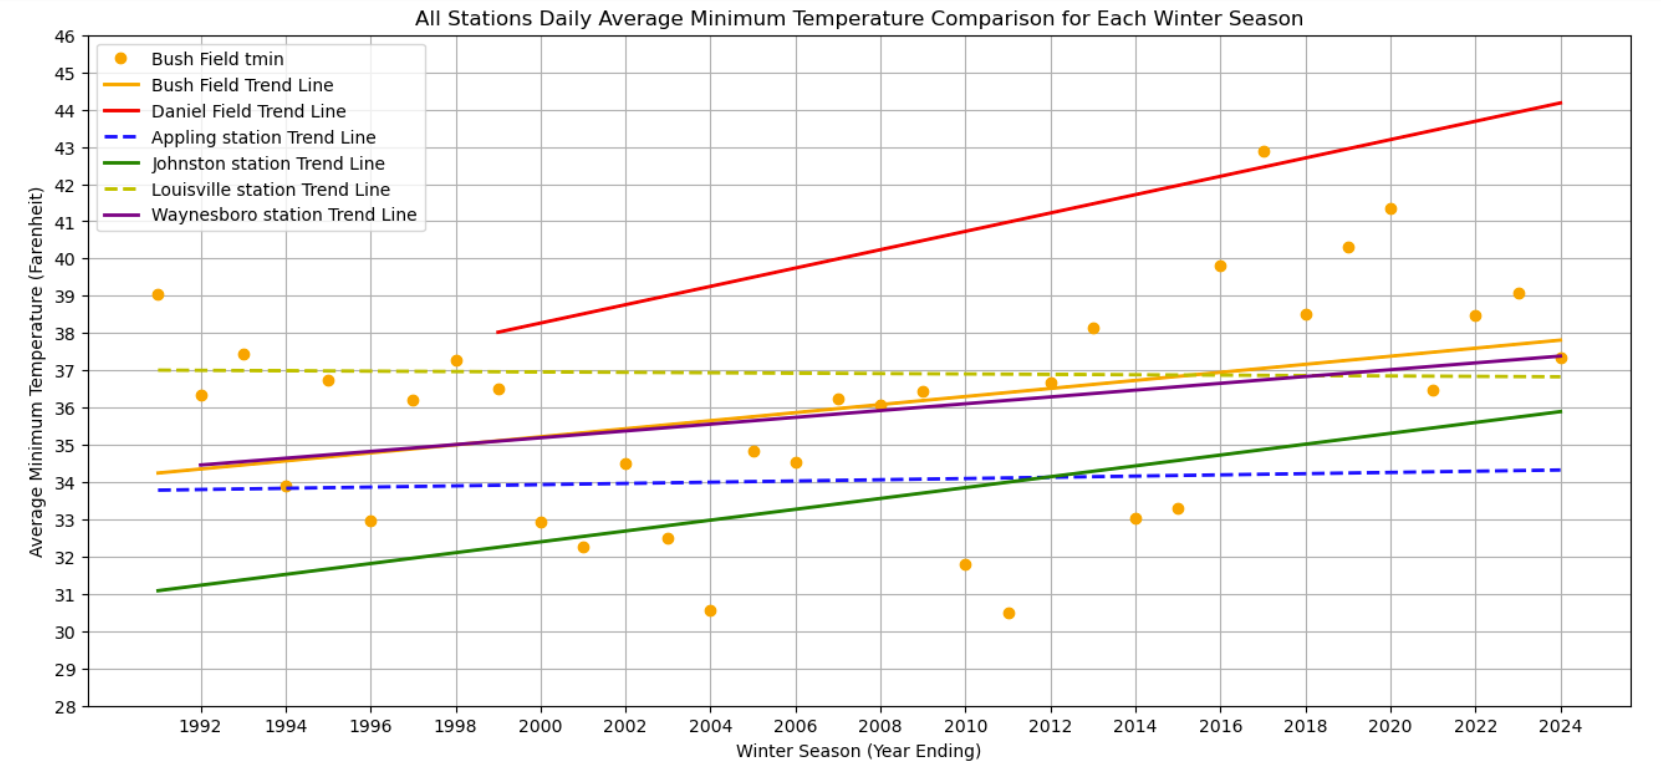 All Stations Daily Average Minimum Temperature Comparison for Each Winter Season
Average Minimum Temperature (Farenheit)
46
45
44
43
42
41
40
39
38
37
36
35
34
33
32
31
30
29
28
Bush Field tmin
Bush Field Trend Line
Daniel Field Trend Line
Appling station Trend Line
Johnston station Trend Line
Louisville station Trend Line
Waynesboro station Trend Line
1992 1994 1996 1998 2000 2002 2004 2006 2008 2010 2012 2014 2016 2018 2020 2022 2024
Winter Season (Year Ending)